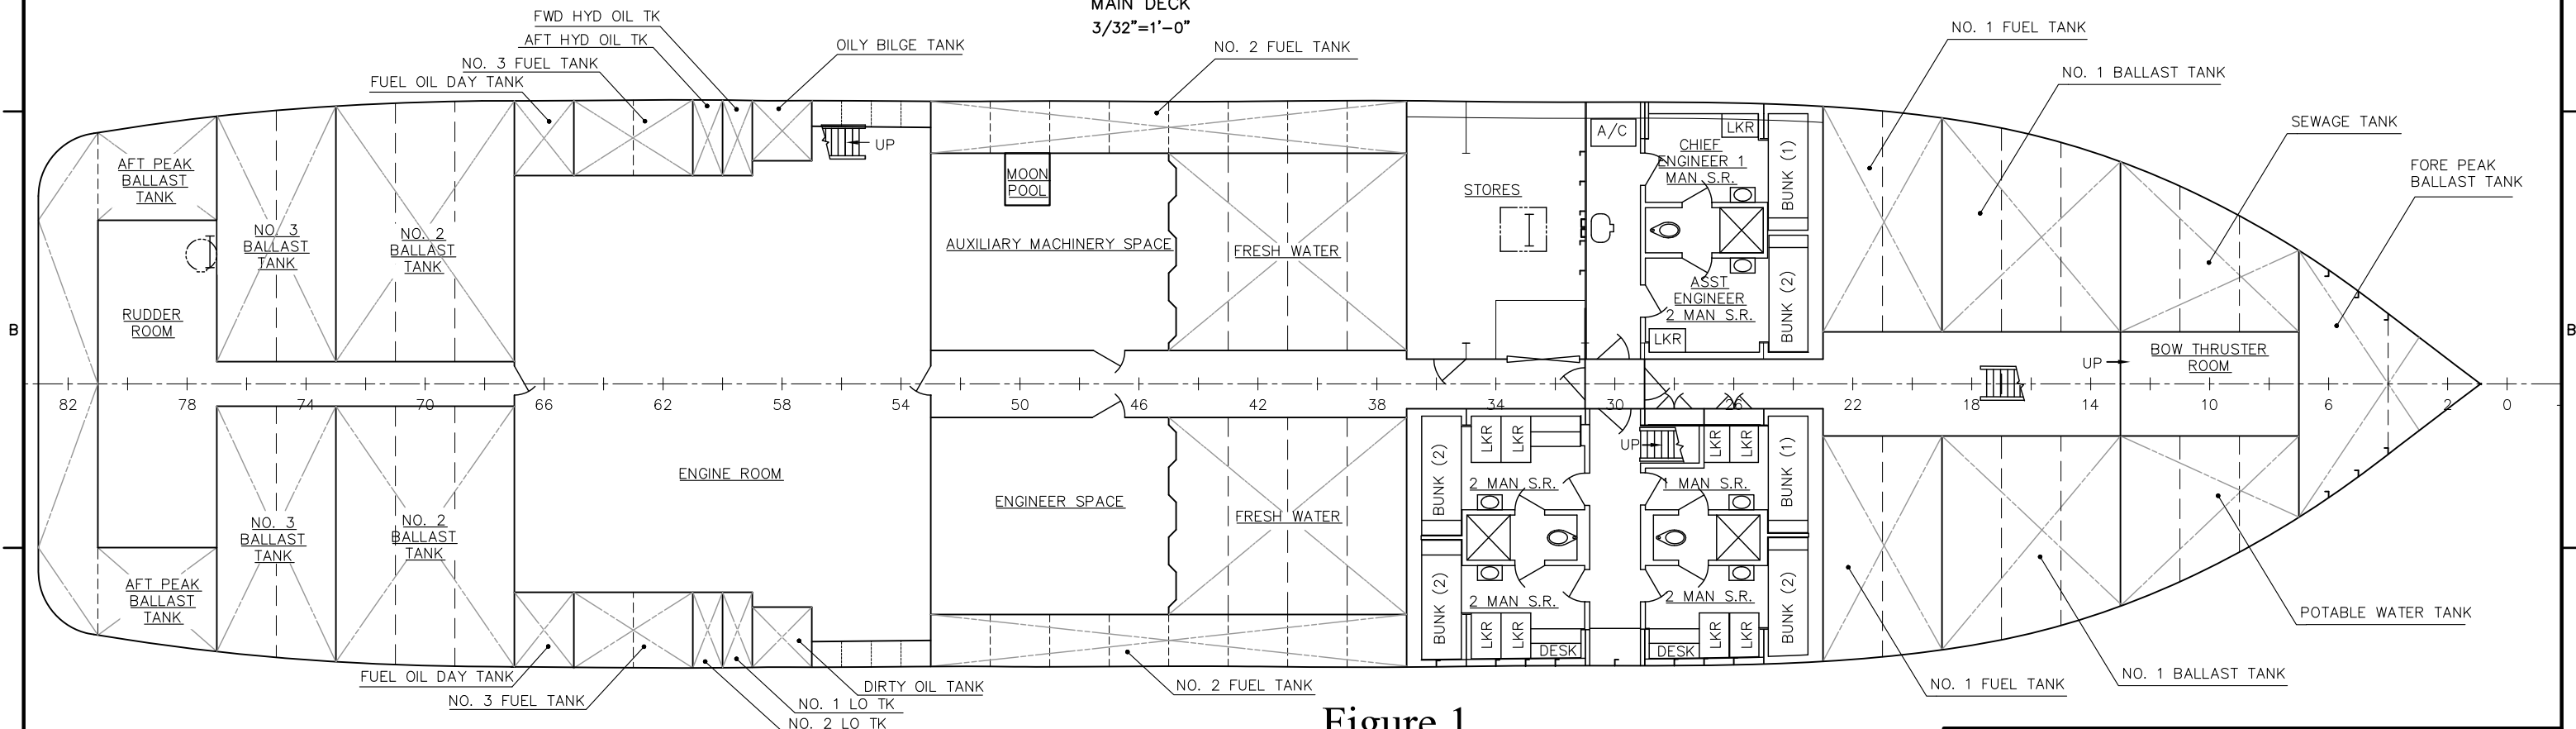 MAIN DECK
3/32"=1'-0"
FWD HYD OIL TK
AFT HYD OIL TK
NO. 3 FUEL TANK
FUEL OIL DAY TANK
OILY BILGE TANK
NO. 2 FUEL TANK
NO. 1 FUEL TANK
NO. 1 BALLAST TANK
SEWAGE TANK
FORE PEAK
BALLAST TANK
AFT PEAK
BALLAST
TANK
NO. 3
BALLAST
TANK
NO. 2
BALLAST
TANK
RUDDER
ROOM
UP
MOON
POOL
AUXILIARY MACHINERY SPACE
FRESH WATER
STORES
A/C
LKR
CHIEF
ENGINEER 1
MAN S.R.
BUNK (1)
ASST
ENGINEER
2 MAN S.R.
BUNK (2)
LKR
UP
BOW THRUSTER
ROOM
B
B
82
78
74
70
66
62
58
54
50
46
42
38
34
30
26
22
18
14
10
6
2
0
ENGINE ROOM
ENGINEER SPACE
FRESH WATER
NO. 3
BALLAST
TANK
NO. 2
BALLAST
TANK
AFT PEAK
BALLAST
TANK
BUNK (2)
LKR
LKR
UP
LKR
LKR
BUNK (1)
2 MAN S.R.
1 MAN S.R.
2 MAN S.R.
2 MAN S.R.
BUNK (2)
LKR
LKR
DESK
DESK
LKR
LKR
BUNK (2)
POTABLE WATER TANK
FUEL OIL DAY TANK
NO. 3 FUEL TANK
DIRTY OIL TANK
NO. 1 LO TK
NO. 2 LO TK
NO. 2 FUEL TANK
NO. 1 FUEL TANK
NO. 1 BALLAST TANK
Figure 1